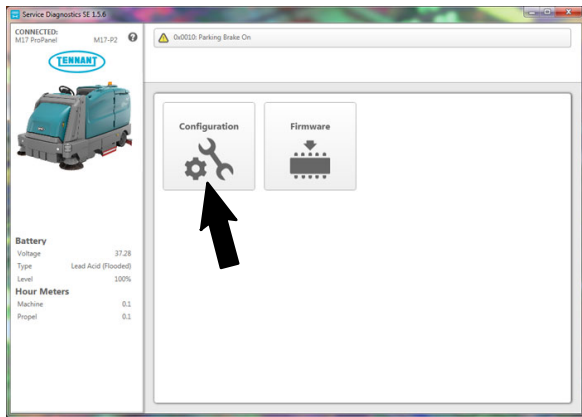 Service Diagnostics SE 1.5.6
CONNECTED:
M17 ProPanel M17-P2
TENNANT
0x0010: Parking Brake On
Configuration
Firmware
Battery
Voltage 37.28
Type Lead Acid (Flooded)
Level 100%
Hour Meters
Machine 0.1
Propel 0.1